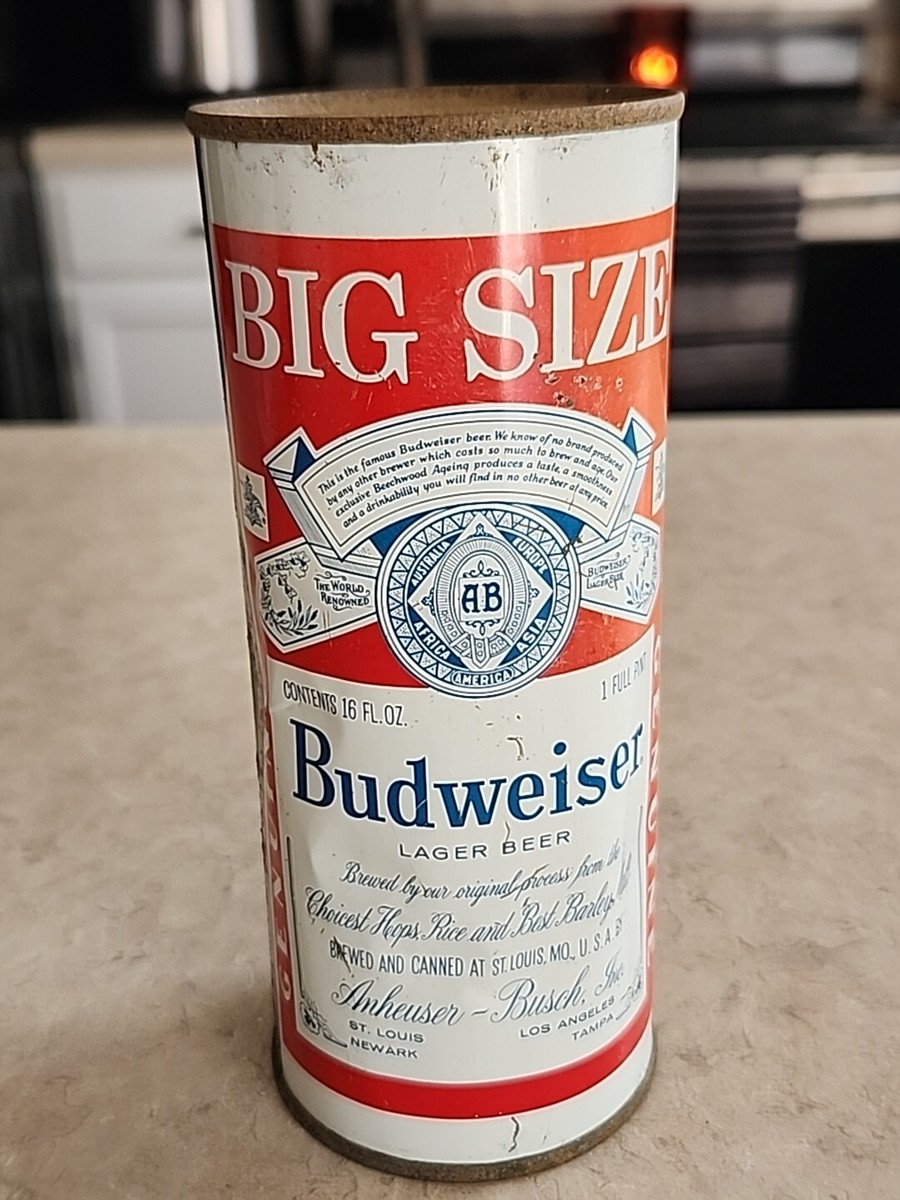 BIG SIZE
This is the famous Budweiser beer. We know of no brand produced
by any other brewer which costs so much to brew and age. Our
exclusive Beechwood Ageing produces a taste, a smoothness
and a drinkability you will find in no other beer at any price.
AUSTRALIA EUROPE
AB
AFRICA ASIA
AMERICA
THE WORLD
RENOWNED
BUDWEISER
LAGER BEER
CONTENTS 16 FL. OZ.
1 FULL PINT
Budweiser
LAGER BEER
Brewed by our original process from the
Choicest Hops, Rice and Best Barley Malt
BREWED AND CANNED AT ST. LOUIS, MO., U. S. A. BY
Anheuser-Busch, Inc.
ST. LOUIS
NEWARK
LOS ANGELES
TAMPA